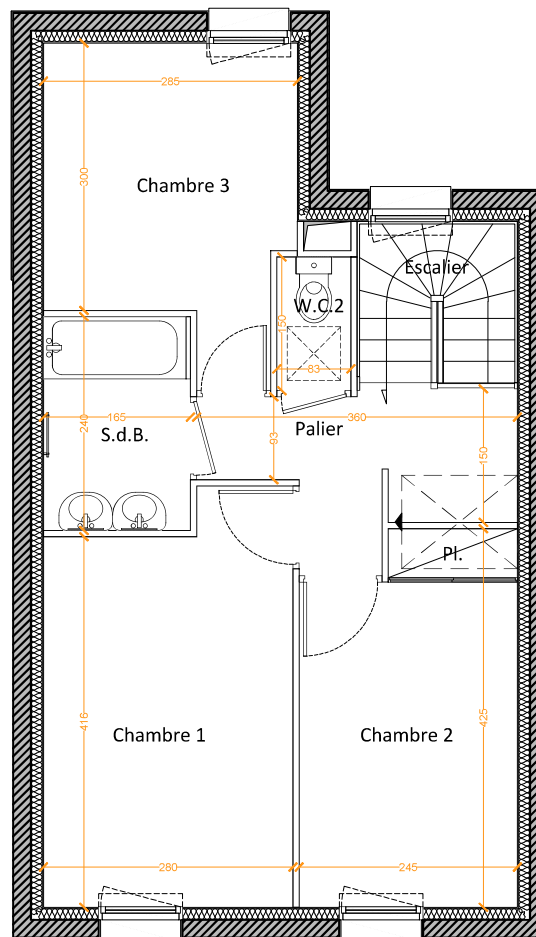 285
300
Chambre 3
Escalier
W.C.2
150
83
165
360
240
S.d.B.
93
Palier
150
Pl.
416
425
Chambre 1
Chambre 2
280
245